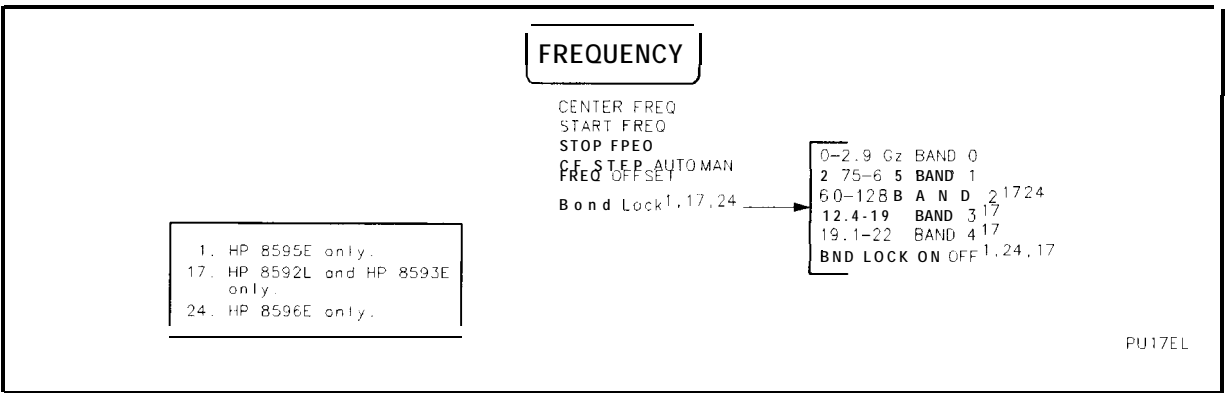 FREQUENCY
CENTER FREQ
START FREQ
STOP FPEO
CF STEP AUTO MAN
FREQ OFFSET
Bond Lock1,17,24
0-2.9 Gz BAND 0
2 75-6 5 BAND 1
60-128 BAND 2 1724
12.4-19 BAND 3 17
19.1-22 BAND 4 17
BND LOCK ON OFF 1,24,17
1. HP 8595E only.
17. HP 8592L and HP 8593E
only.
24. HP 8596E only.
PU17EL